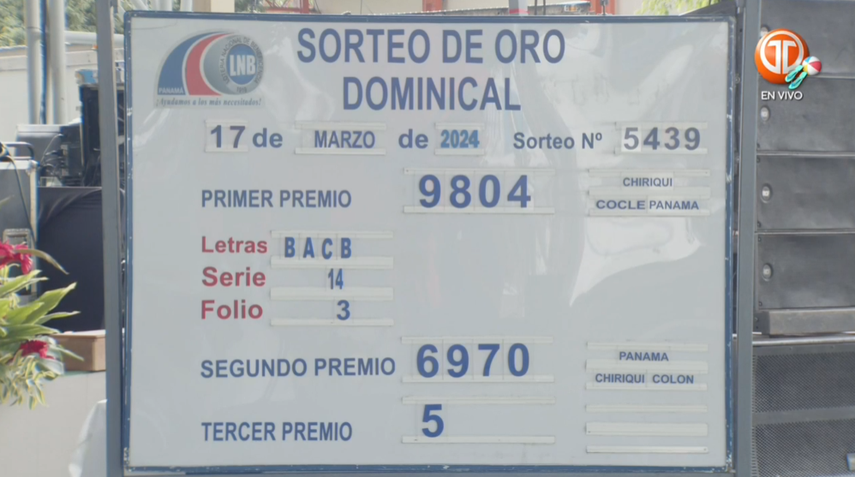 SORTEO DE ORO
DOMINICAL
LNB
PANAMÁ
¡Ayudamos a los más necesitados!
EN VIVO
17 de MARZO de 2024 Sorteo Nº 5439
PRIMER PREMIO 9804 CHIRIQUI
COCLE PANAMA
Letras BACB
Serie 14
Folio 3
SEGUNDO PREMIO 6970 PANAMA
CHIRIQUI COLON
TERCER PREMIO 5